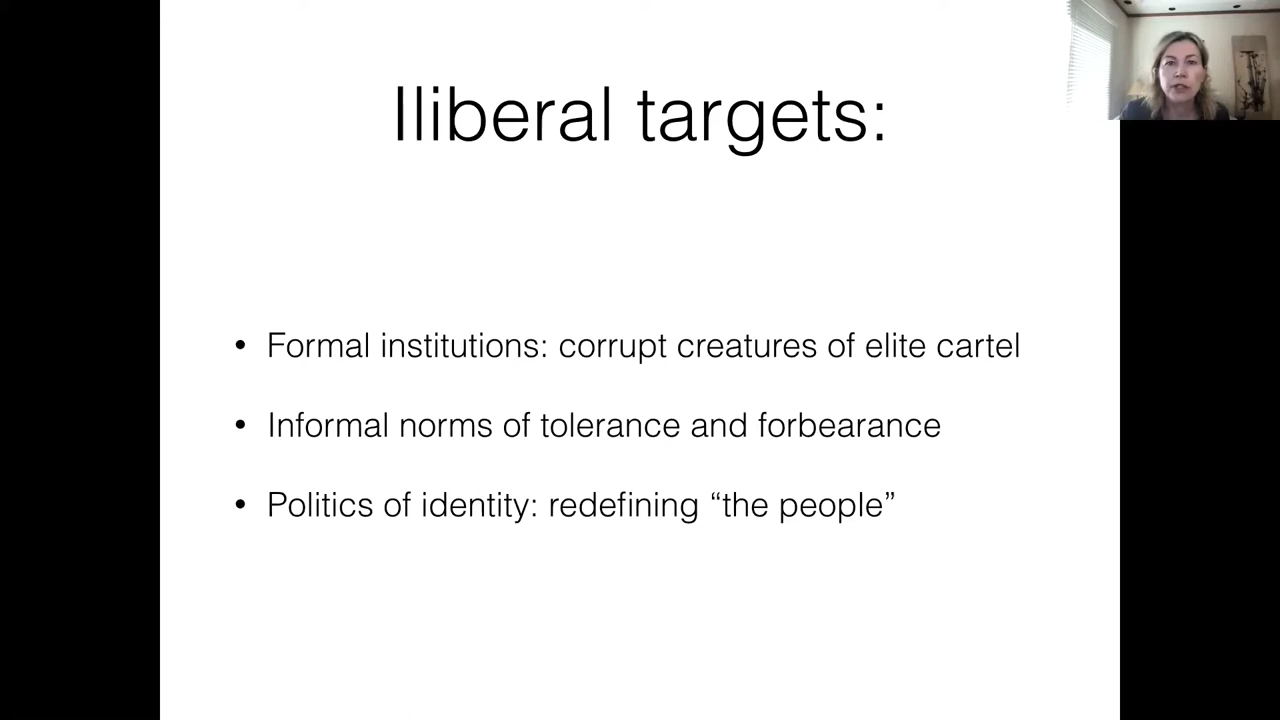 Illiberal targets:
• Formal institutions: corrupt creatures of elite cartel
• Informal norms of tolerance and forbearance
• Politics of identity: redefining “the people”